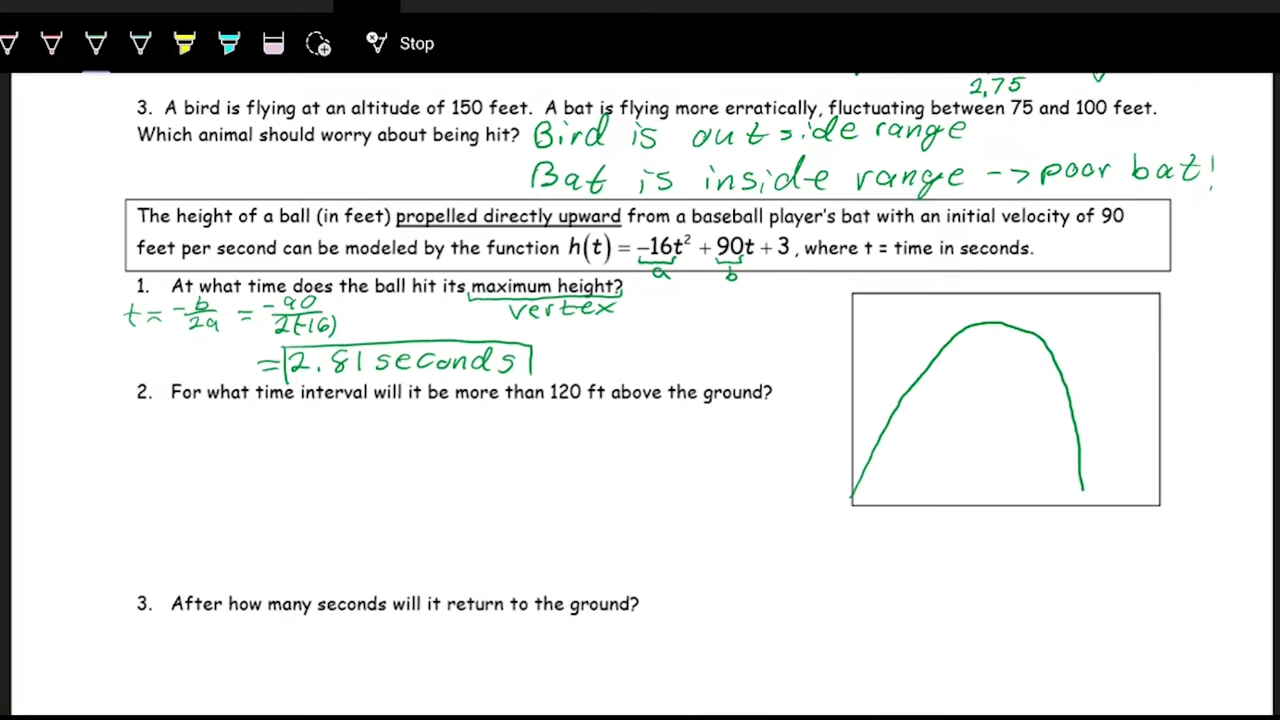 Stop
2,75
3. A bird is flying at an altitude of 150 feet. A bat is flying more erratically, fluctuating between 75 and 100 feet.
Which animal should worry about being hit? Bird is outside range
Bat is inside range -> poor bat!
The height of a ball (in feet) propelled directly upward from a baseball player's bat with an initial velocity of 90
feet per second can be modeled by the function h(t) = -16t² + 90t + 3, where t = time in seconds.
a b
1. At what time does the ball hit its maximum height?
vertex
t = -b/2a = -90/2(-16)
= 2.81 seconds
2. For what time interval will it be more than 120 ft above the ground?
3. After how many seconds will it return to the ground?